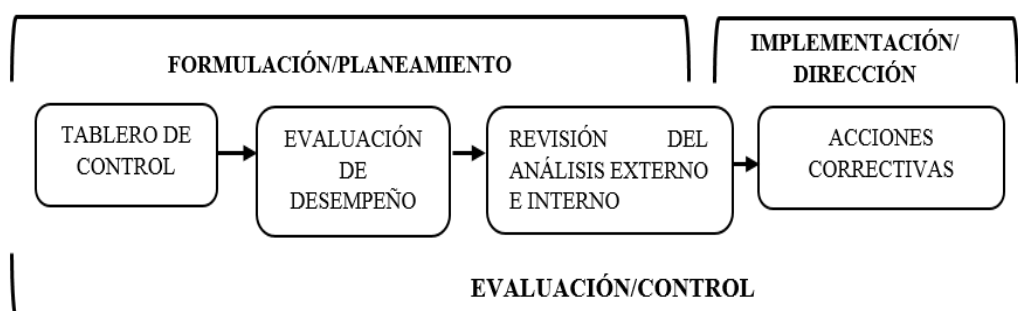 FORMULACIÓN/PLANEAMIENTO
IMPLEMENTACIÓN/
DIRECCIÓN
TABLERO DE
CONTROL
EVALUACIÓN
DE
DESEMPEÑO
REVISIÓN DEL
ANÁLISIS EXTERNO
E INTERNO
ACCIONES
CORRECTIVAS
EVALUACIÓN/CONTROL